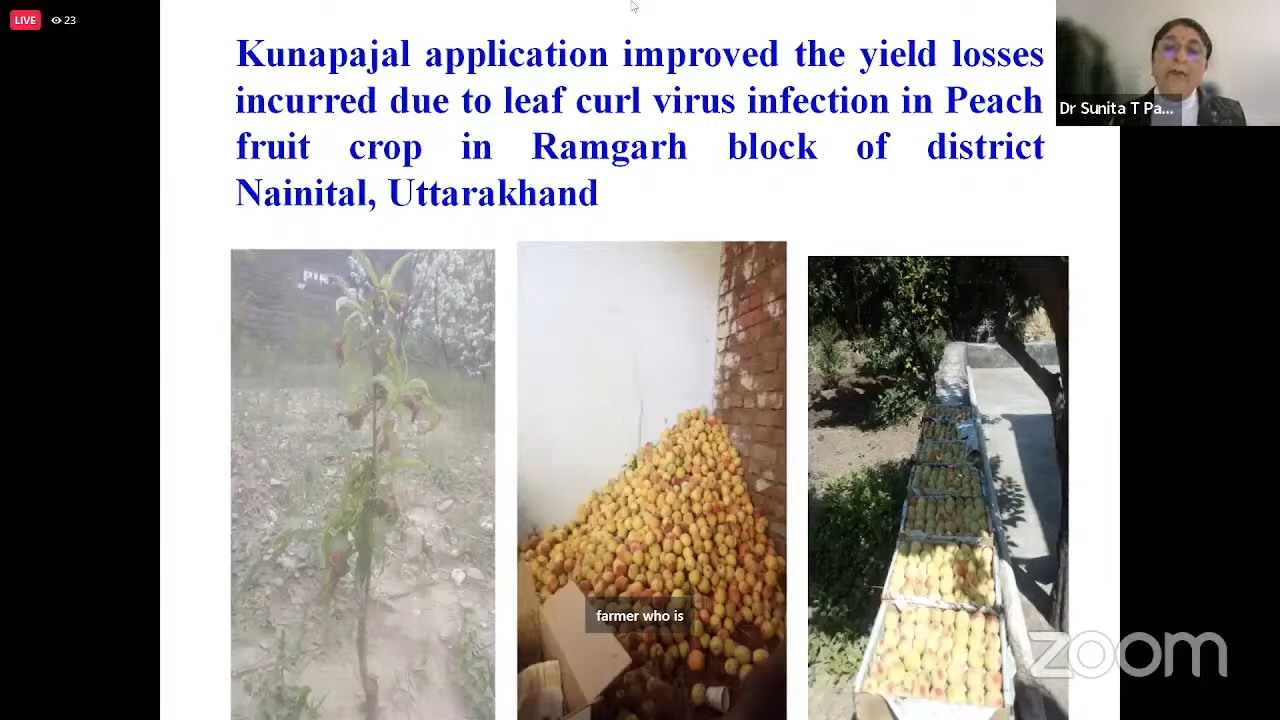 LIVE 23
Kunapajal application improved the yield losses
incurred due to leaf curl virus infection in Peach
fruit crop in Ramgarh block of district
Nainital, Uttarakhand
Dr Sunita T Pa...
farmer who is
zoom